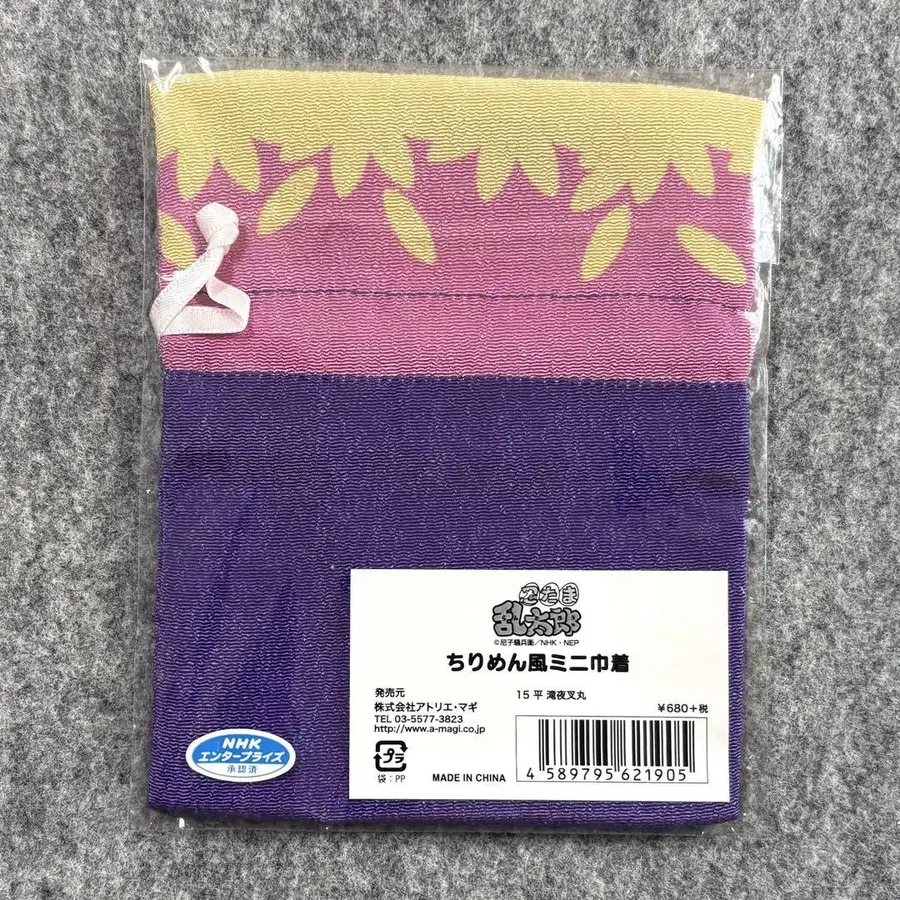 忍たま
乱太郎
©尼子騒兵衛/NHK・NEP
ちりめん風ミニ巾着
発売元
株式会社アトリエ・マギ
TEL 03-5577-3823
http://www.a-magi.co.jp
15 平 滝夜叉丸
¥680+税
プラ
袋:PP
MADE IN CHINA
4 589795 621905
NHK
エンタープライズ
承認済